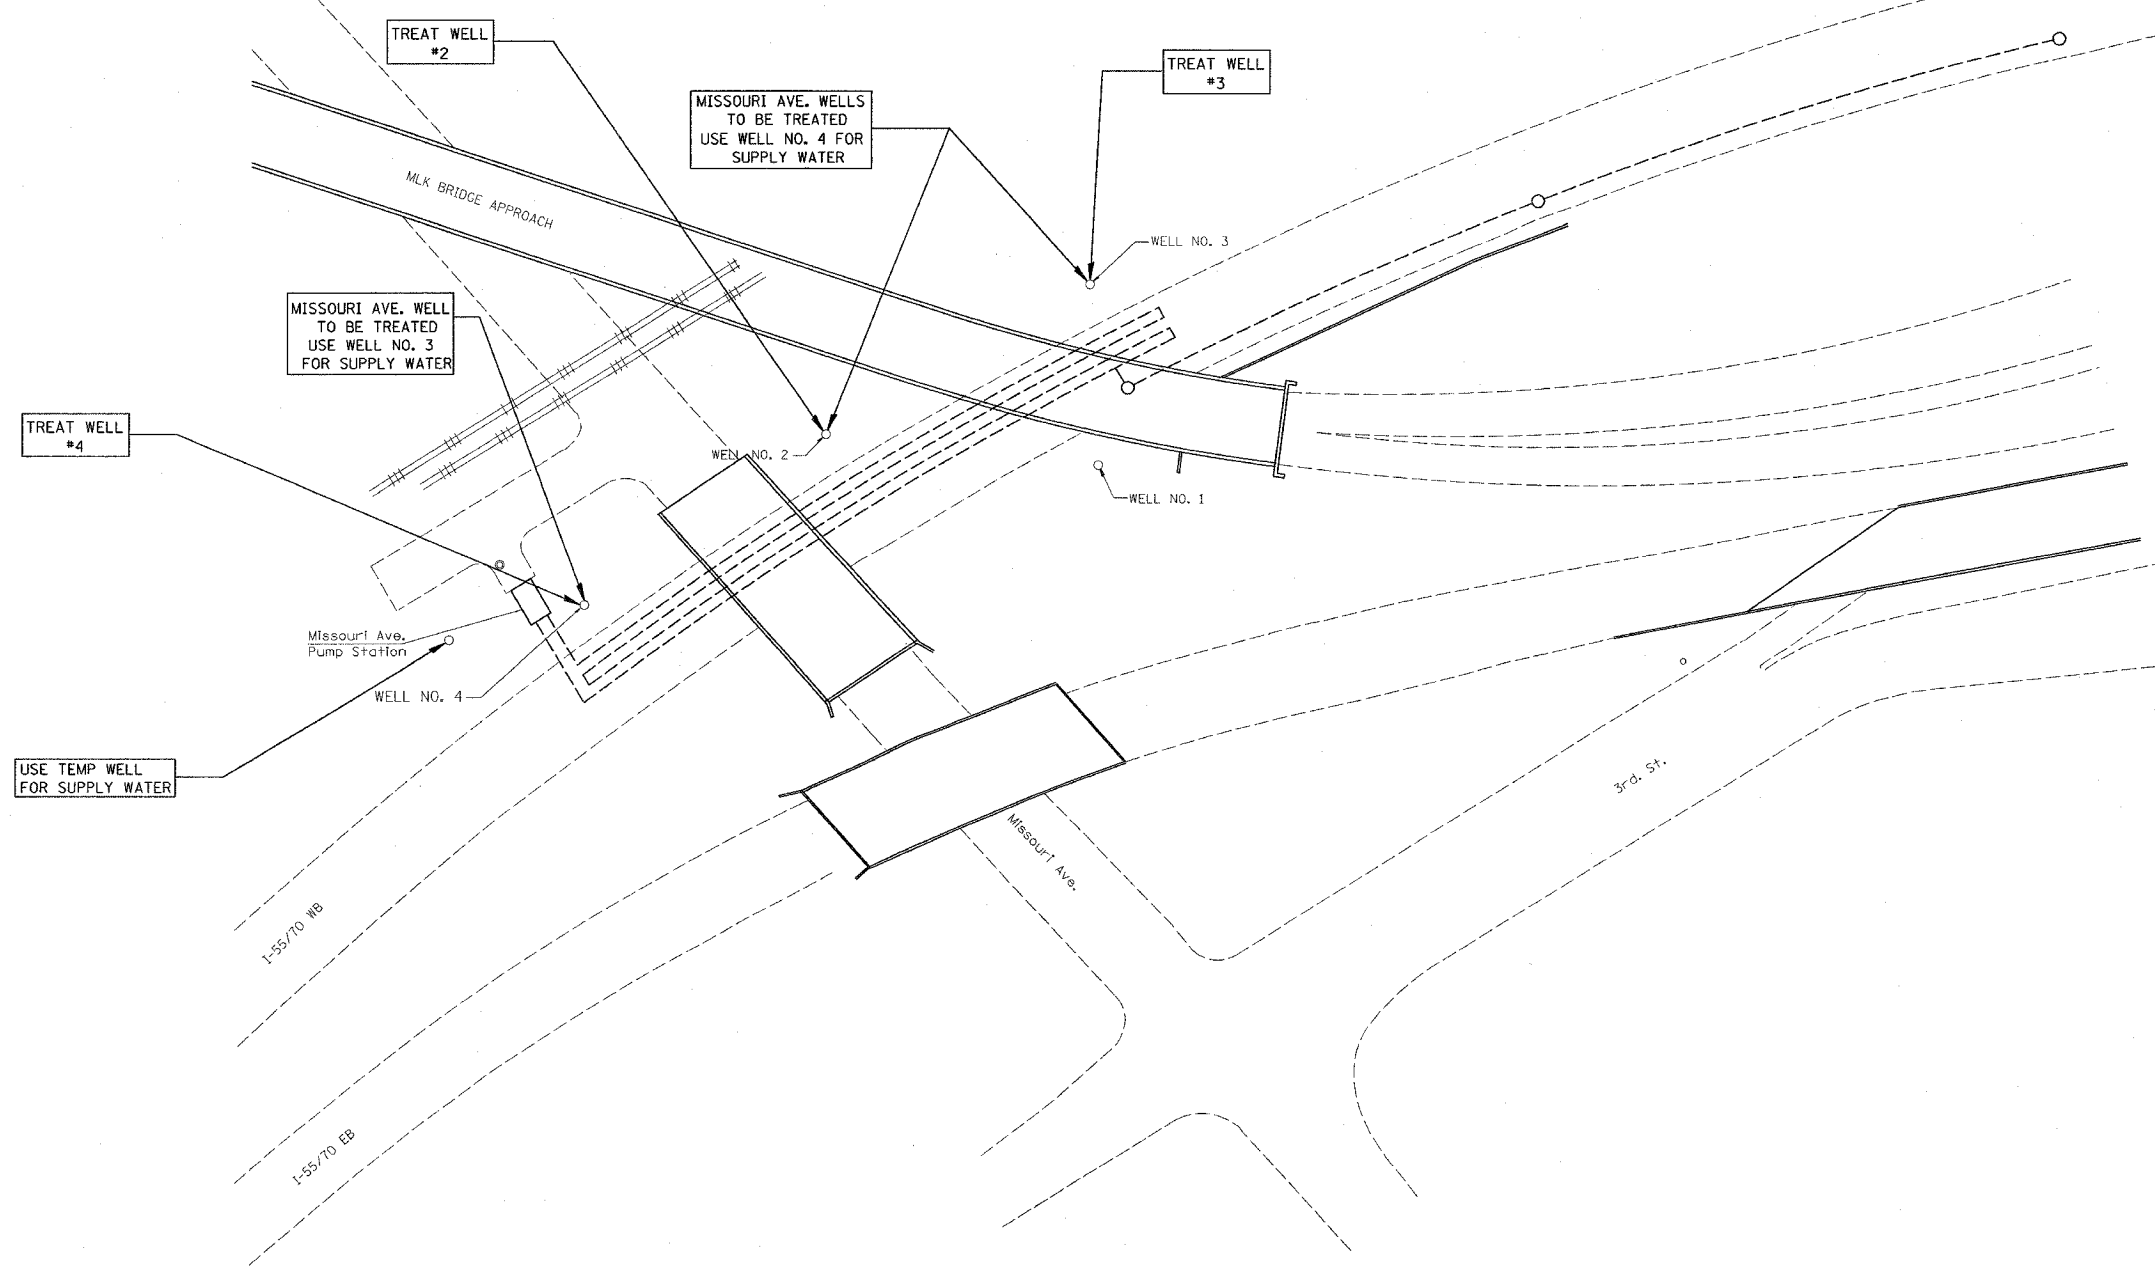 TREAT WELL
#2
TREAT WELL
#3
MISSOURI AVE. WELLS
TO BE TREATED
USE WELL NO. 4 FOR
SUPPLY WATER
MLK BRIDGE APPROACH
WELL NO. 3
MISSOURI AVE. WELL
TO BE TREATED
USE WELL NO. 3
FOR SUPPLY WATER
TREAT WELL
#4
WELL NO. 2
WELL NO. 1
Missouri Ave.
Pump Station
WELL NO. 4
USE TEMP WELL
FOR SUPPLY WATER
3rd. St.
Missouri Ave.
I-55/70 WB
I-55/70 EB